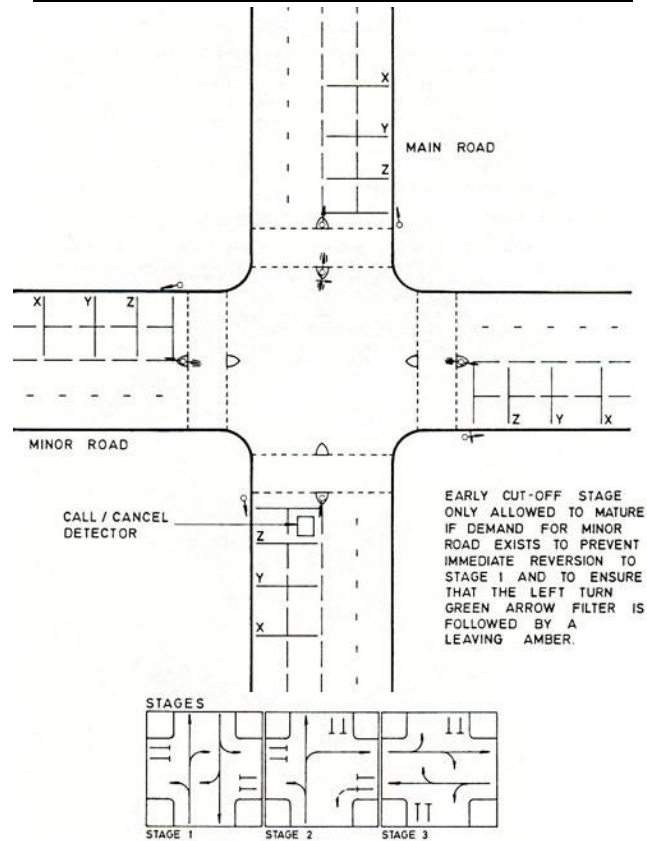 X
Y
MAIN ROAD
Z
X Y Z
Z Y X
MINOR ROAD
CALL / CANCEL
DETECTOR
Z
Y
X
EARLY CUT-OFF STAGE
ONLY ALLOWED TO MATURE
IF DEMAND FOR MINOR
ROAD EXISTS TO PREVENT
IMMEDIATE REVERSION TO
STAGE 1 AND TO ENSURE
THAT THE LEFT TURN
GREEN ARROW FILTER IS
FOLLOWED BY A
LEAVING AMBER.
STAGES
STAGE 1
STAGE 2
STAGE 3